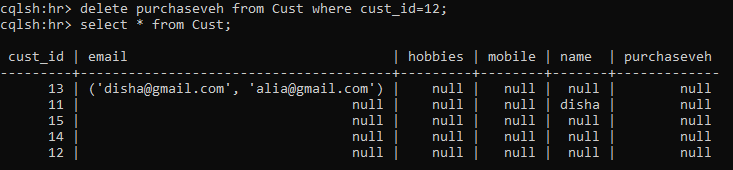 cqlsh:hr> delete purchaseveh from Cust where cust_id=12;
cqlsh:hr> select * from Cust;
cust_id | email | hobbies | mobile | name | purchaseveh
---------+-------------------------------------+---------+--------+-------+-------------
13 | ('disha@gmail.com', 'alia@gmail.com') | null | null | null | null
11 | null | null | null | disha | null
15 | null | null | null | null | null
14 | null | null | null | null | null
12 | null | null | null | null | null